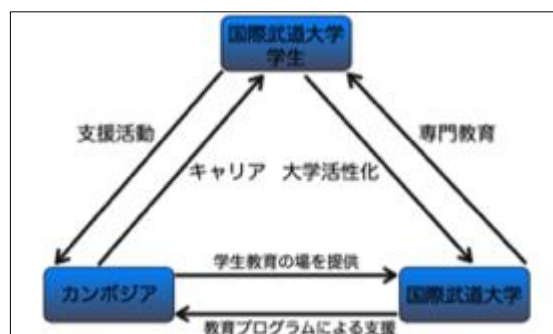 国際武道大学
学生
支援活動
専門教育
キャリア 大学活性化
学生教育の場を提供
カンボジア
国際武道大学
教育プログラムによる支援